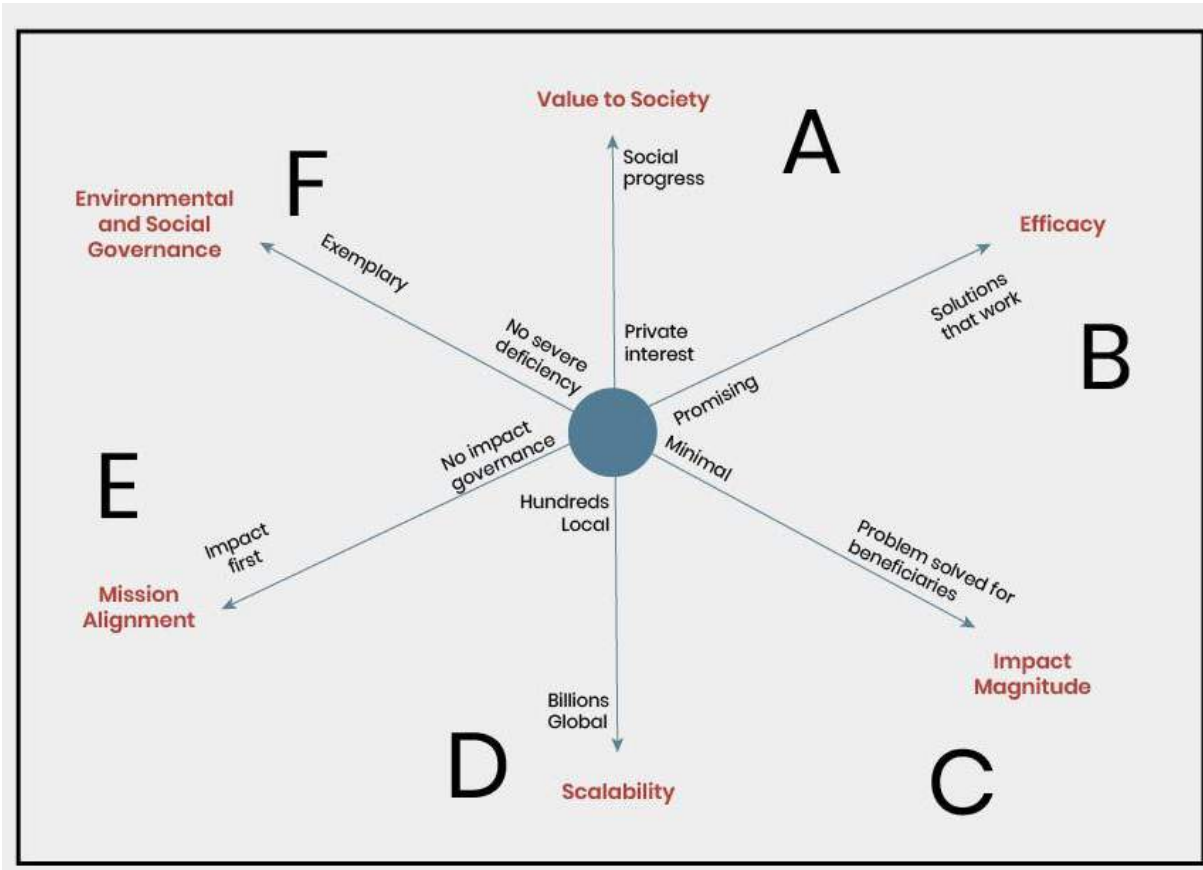 Value to Society
A
Social
progress
F
Environmental
and Social
Governance
Exemplary
Efficacy
Solutions
that work
No severe
deficiency
Private
interest
B
Promising
No impact
governance
Minimal
E
Hundreds
Local
Impact
first
Problem solved for
beneficiaries
Mission
Alignment
Impact
Magnitude
Billions
Global
D
Scalability
C